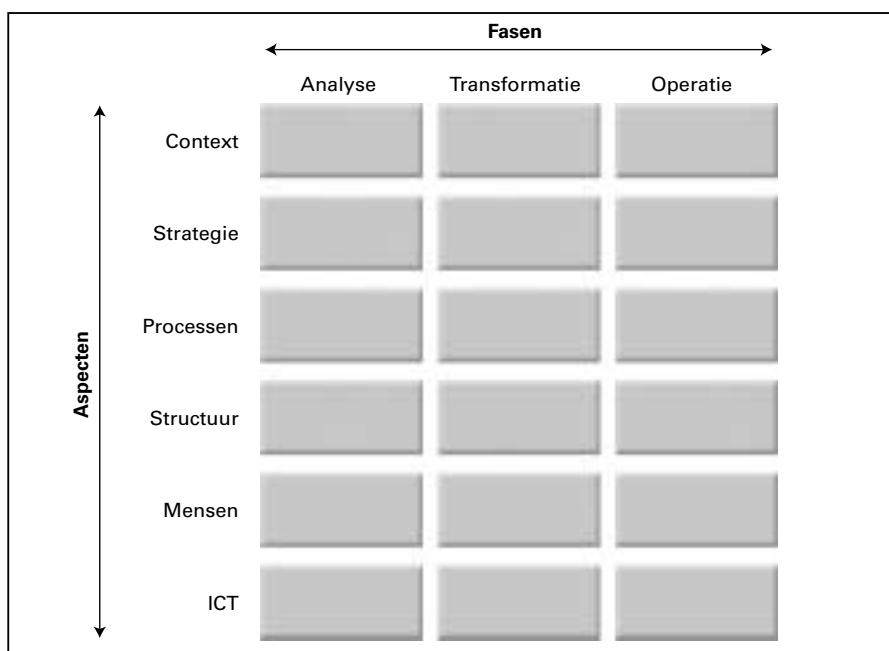 Fasen
Analyse Transformatie Operatie
Aspecten
Context
Strategie
Processen
Structuur
Mensen
ICT